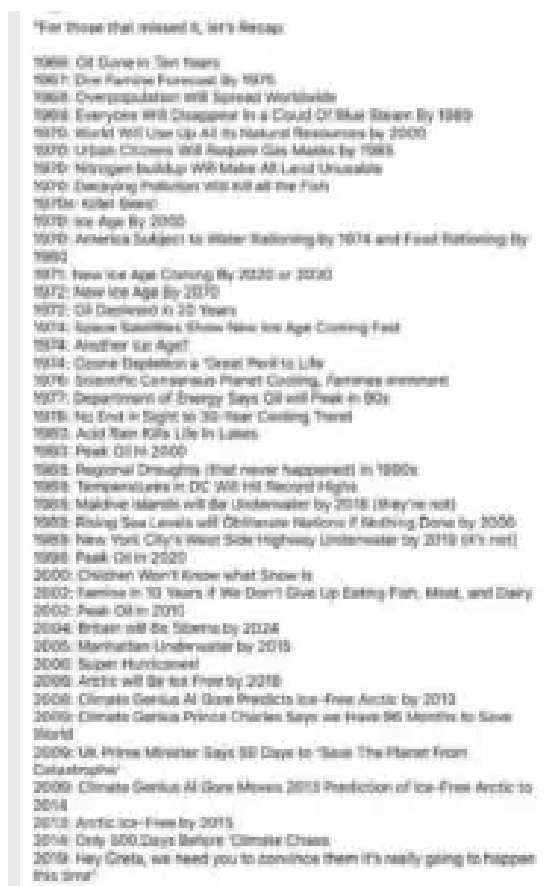 "For those that missed it, let's Recap:
1966: Oil Gone in Ten Years
1967: Dire Famine Forecast By 1975
1968: Overpopulation Will Spread Worldwide
1969: Everyone Will Disappear In a Cloud Of Blue Steam By 1989
1970: World Will Use Up All its Natural Resources by 2000
1970: Urban Citizens Will Require Gas Masks by 1985
1970: Nitrogen buildup Will Make All Land Unusable
1970: Decaying Pollution Will Kill all the Fish
1970s: Killer Bees!
1970: Ice Age By 2000
1970: America Subject to Water Rationing by 1974 and Food Rationing By
1980
1971: New Ice Age Coming By 2020 or 2030
1972: New Ice Age By 2070
1972: Oil Depleted in 20 Years
1974: Space Satellites Show New Ice Age Coming Fast
1974: Another Ice Age?
1974: Ozone Depletion a 'Great Peril to Life
1976: Scientific Consensus Planet Cooling, Famines imminent
1977: Department of Energy Says Oil will Peak in 90s
1978: No End in Sight to 30-Year Cooling Trend
1980: Acid Rain Kills Life In Lakes
Peak Oil In 2000
1988: Regional Droughts (that never happened) in 1990s
1988: Temperatures in DC Will Hit Record Highs
1988: Maldive Islands will Be Underwater by 2018 (they're not)
1989: Rising Sea Levels will Obliterate Nations if Nothing Done by 2000
1989: New York City's West Side Highway Underwater by 2019 (it's not)
1996: Peak Oil in 2020
2000: Children Won't Know what Snow Is
2002: Famine in 10 Years if We Don't Give Up Eating Fish, Meat, and Dairy
2002: Peak Oil in 2010
2004: Britain will Be Siberia by 2024
2005: Manhattan Underwater by 2015
Super Hurricanes!
2008: Arctic will Be Ice Free by 2018
2008: Climate Genius Al Gore Predicts Ice-Free Arctic by 2013
2009: Climate Genius Prince Charles Says we Have 96 Months to Save
World
2009: UK Prime Minister Says 50 Days to 'Save The Planet From
Catastrophe'
2009: Climate Genius Al Gore Moves 2013 Prediction of Ice-Free Arctic to
2014
2013: Arctic Ice-Free by 2015
2014: Only 500 Days Before 'Climate Chaos
2019: Hey Greta, we need you to convince them it's really going to happen
this time"